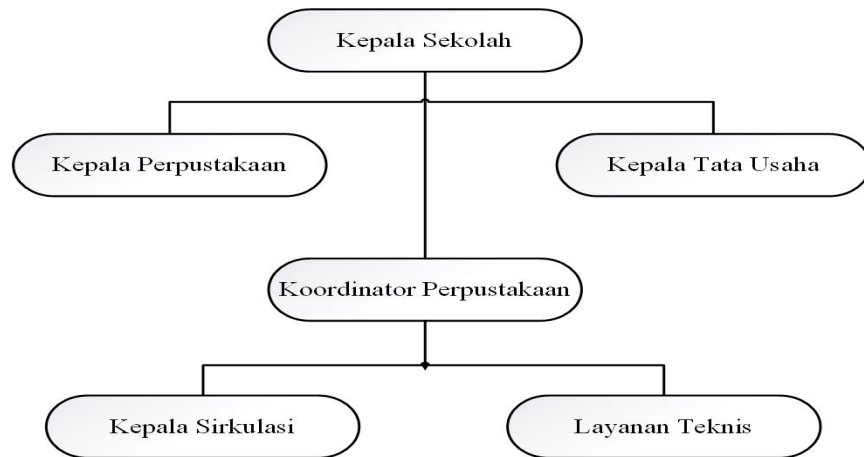 Kepala Sekolah
Kepala Perpustakaan
Kepala Tata Usaha
Koordinator Perpustakaan
Kepala Sirkulasi
Layanan Teknis